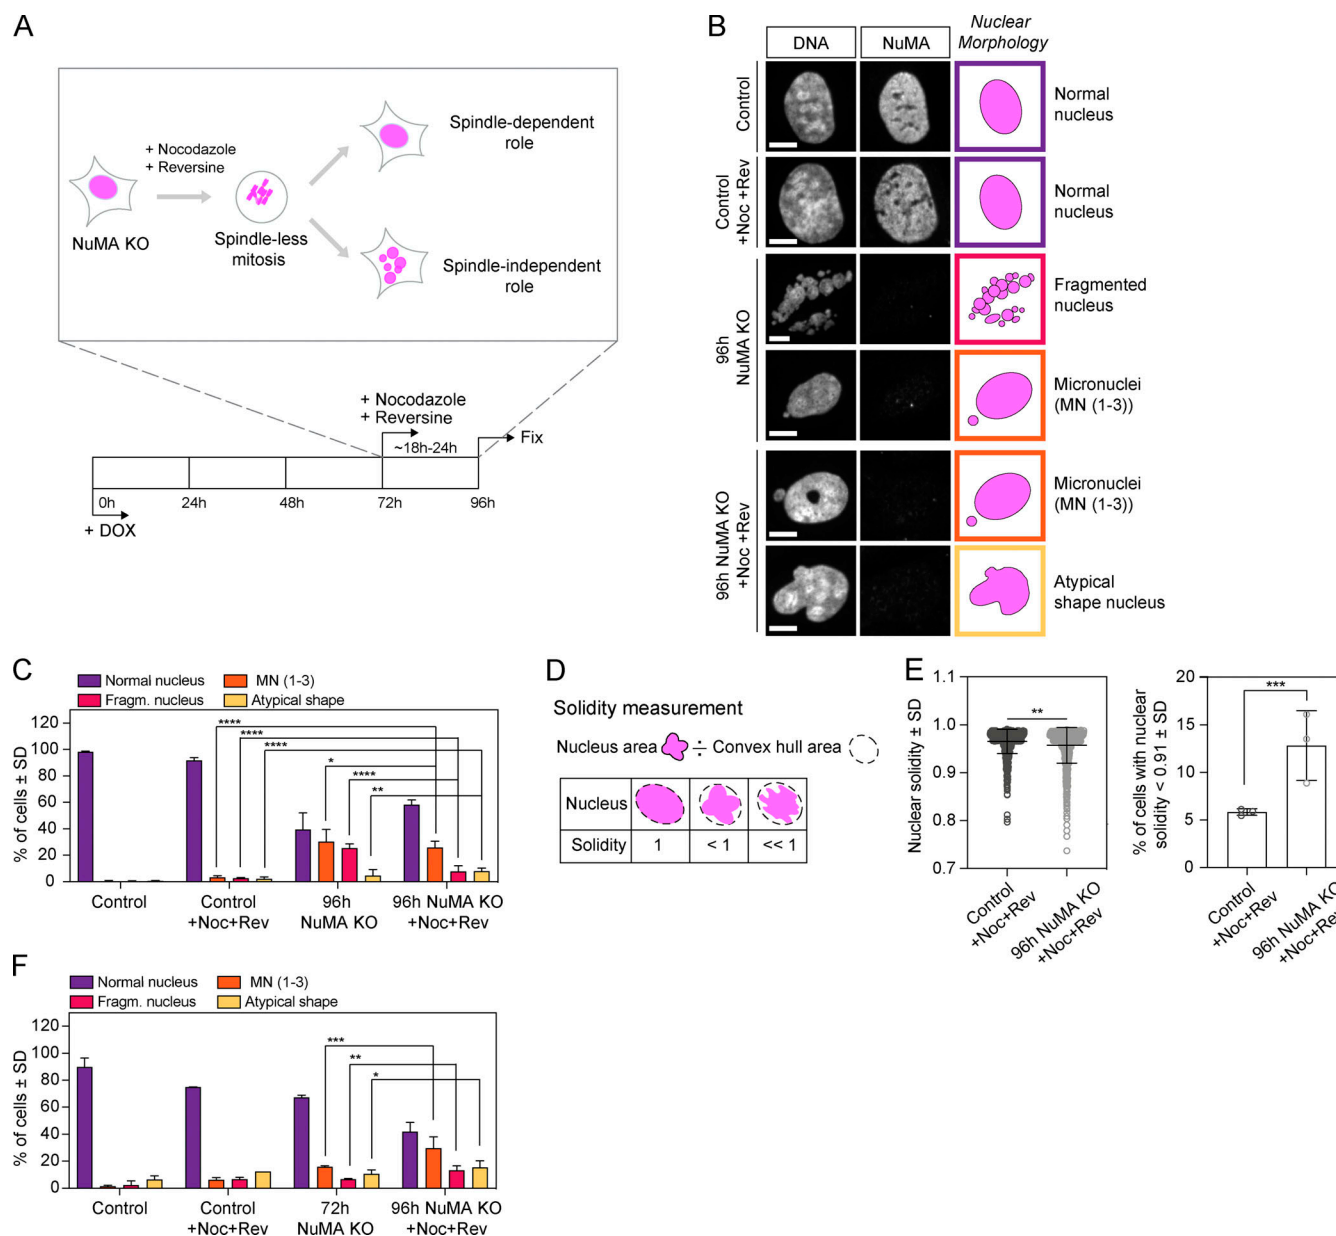 A
+ Nocodazole
+ Reversine
NuMA KO
Spindle-less
mitosis
Spindle-dependent
role
Spindle-independent
role
+ Nocodazole
+ Reversine
~18h-24h
Fix
0h
24h
48h
72h
96h
+ DOX
B
DNA
NuMA
Nuclear
Morphology
Control
Normal
nucleus
Control
+Noc +Rev
Normal
nucleus
96h
NuMA KO
Fragmented
nucleus
Micronuclei
(MN (1-3))
96h NuMA KO
+Noc +Rev
Micronuclei
(MN (1-3))
Atypical
shape nucleus
C
Normal nucleus
MN (1-3)
Fragm. nucleus
Atypical shape
% of cells ± SD
120
100
80
60
40
20
0
****
****
****
*
****
**
Control
Control
+Noc+Rev
96h
NuMA KO
96h NuMA KO
+Noc+Rev
D
Solidity measurement
Nucleus area ÷ Convex hull area
Nucleus
Solidity 1 < 1 << 1
E
Nuclear solidity ± SD
1.1
1.0
0.9
0.8
0.7
**
Control
+Noc+Rev
96h NuMA KO
+Noc+Rev
% of cells with nuclear
solidity < 0.91 ± SD
20
15
10
5
0
***
Control
+Noc+Rev
96h NuMA KO
+Noc+Rev
F
Normal nucleus
MN (1-3)
Fragm. nucleus
Atypical shape
% of cells ± SD
120
100
80
60
40
20
0
***
**
*
Control
Control
+Noc+Rev
72h
NuMA KO
96h NuMA KO
+Noc+Rev